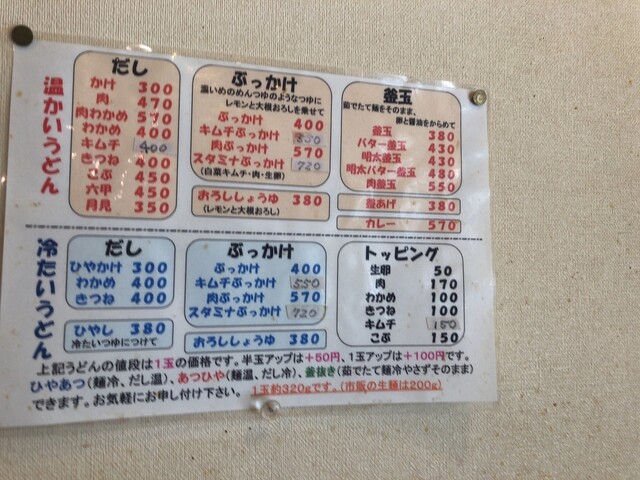 温かいうどん
だし
かけ 300
肉 470
肉わかめ 570
わかめ 400
キムチ 400
きつね 400
こぶ 450
六甲 450
月見 350
ぶっかけ
濃いめのめんつゆのようなつゆに
レモンと大根おろしを乗せて
ぶっかけ 400
キムチぶっかけ 550
肉ぶっかけ 570
スタミナぶっかけ 720
(白菜キムチ・肉・生卵)
おろししょうゆ 380
(レモンと大根おろし)
釜玉
茹でたて麺をそのまま、
卵と醤油をからめて
釜玉 380
バター釜玉 430
明太釜玉 430
明太バター釜玉 480
肉釜玉 550
釜あげ 380
カレー 570
冷たいうどん
だし
ひやかけ 300
わかめ 400
きつね 400
ひやし 380
冷たいつゆにつけて
ぶっかけ
ぶっかけ 400
キムチぶっかけ 550
肉ぶっかけ 570
スタミナぶっかけ 720
おろししょうゆ 380
トッピング
生卵 50
肉 170
わかめ 100
きつね 100
キムチ 150
こぶ 150
上記うどんの値段は1玉の価格です。半玉アップは+50円、1玉アップは+100円です。
ひやあつ(麺冷、だし温)、あつひや(麺温、だし冷)、釜抜き(茹でたて麺冷やさずそのまま)
できます。お気軽にお申し付け下さい。 1玉約320gです。(市販の生麺は200g)